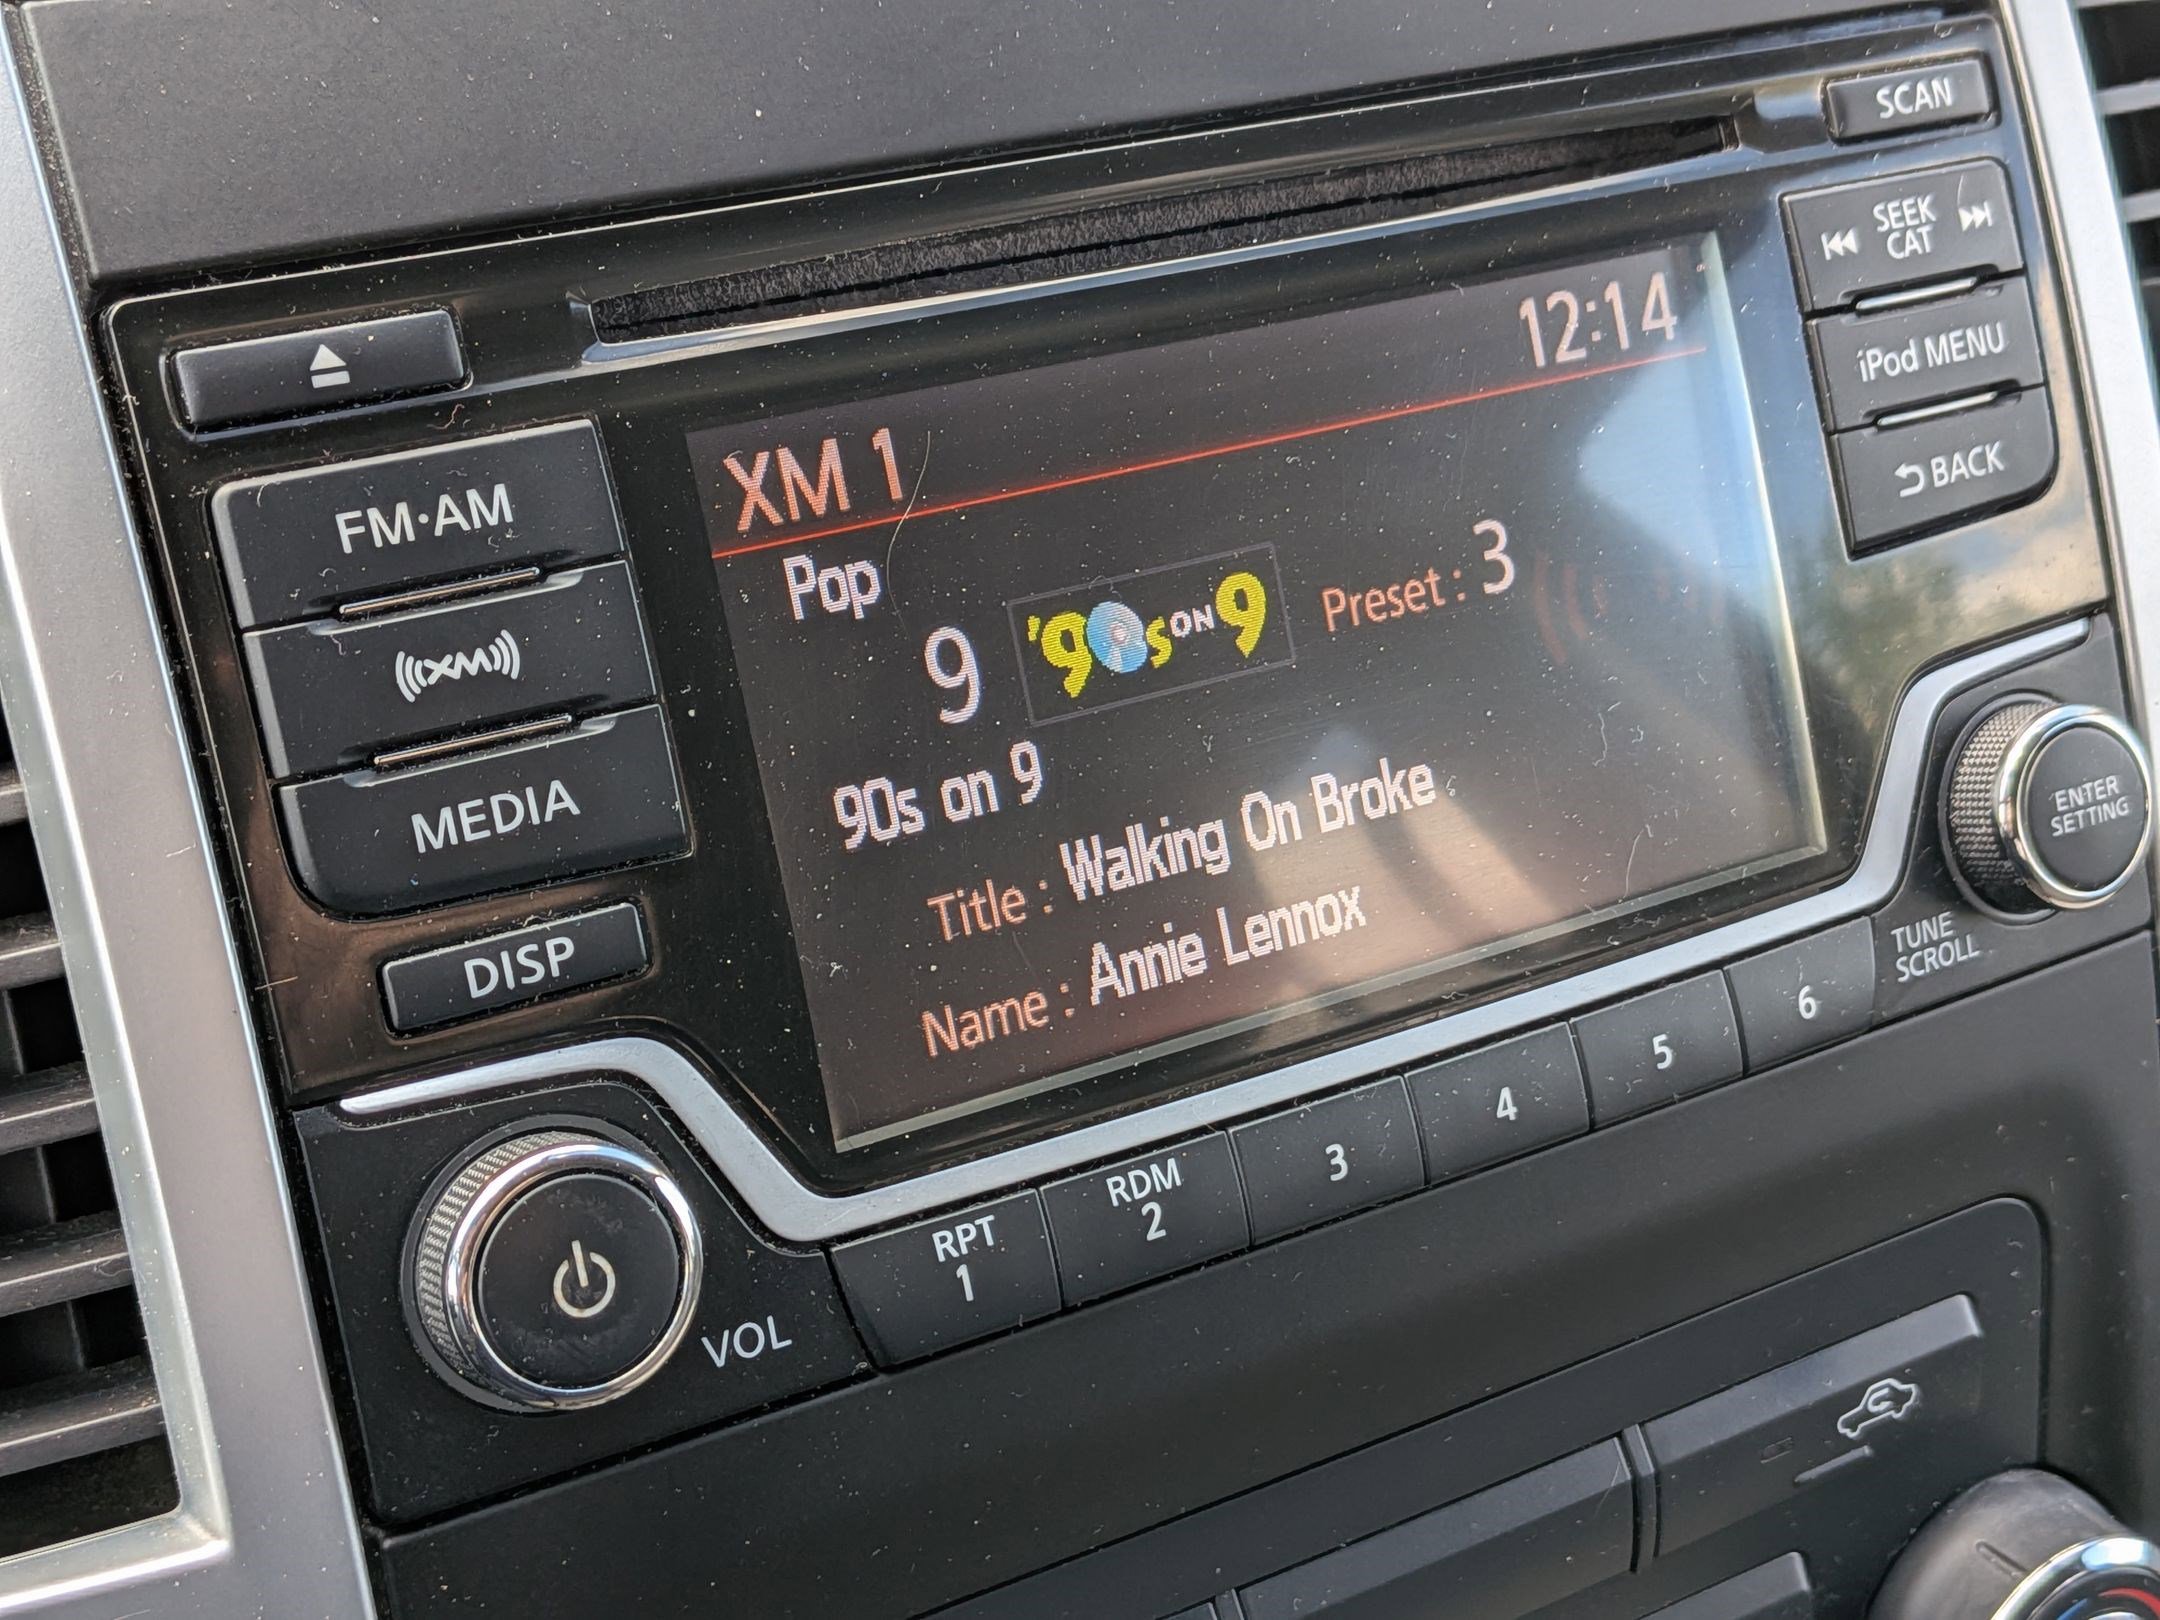 SCAN
SEEK
CAT
iPod MENU
BACK
FM·AM
XM
MEDIA
DISP
XM 1
12:14
Pop
9
'90s ON 9
Preset : 3
90s on 9
Title : Walking On Broke
Name : Annie Lennox
ENTER
SETTING
TUNE
SCROLL
VOL
RPT
1
RDM
2
3
4
5
6